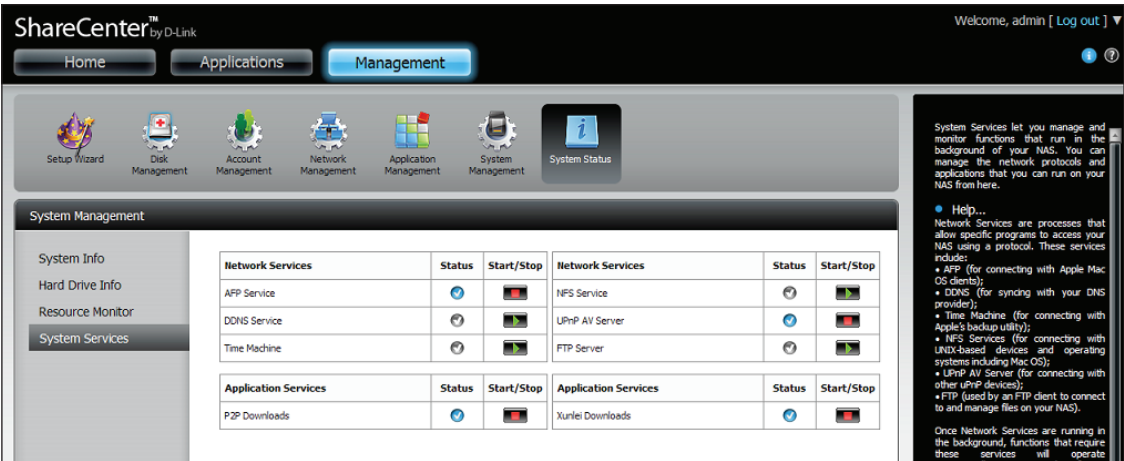 ShareCenter™ by D-Link
Welcome, admin [ Log out ] ▼
Home
Applications
Management
Setup Wizard
Disk
Management
Account
Management
Network
Management
Application
Management
System
Management
System Status
System Management
System Info
Hard Drive Info
Resource Monitor
System Services
Network Services Status Start/Stop Network Services Status Start/Stop
AFP Service NFS Service
DDNS Service UPnP AV Server
Time Machine FTP Server
Application Services Status Start/Stop Application Services Status Start/Stop
P2P Downloads Xunlei Downloads
System Services let you manage and
monitor functions that run in the
background of your NAS. You can
manage the network protocols and
applications that you can run on your
NAS from here.
Help...
Network Services are processes that
allow specific programs to access your
NAS using a protocol. These services
include:
• AFP (for connecting with Apple Mac
OS clients);
• DDNS (for syncing with your DNS
provider);
• Time Machine (for connecting with
Apple's backup utility);
• NFS Services (for connecting with
UNIX-based devices and operating
systems including Mac OS);
• UPnP AV Server (for connecting with
other uPnP devices);
• FTP (used by an FTP client to connect
to and manage files on your NAS).
Once Network Services are running in
the background, functions that require
these services will operate